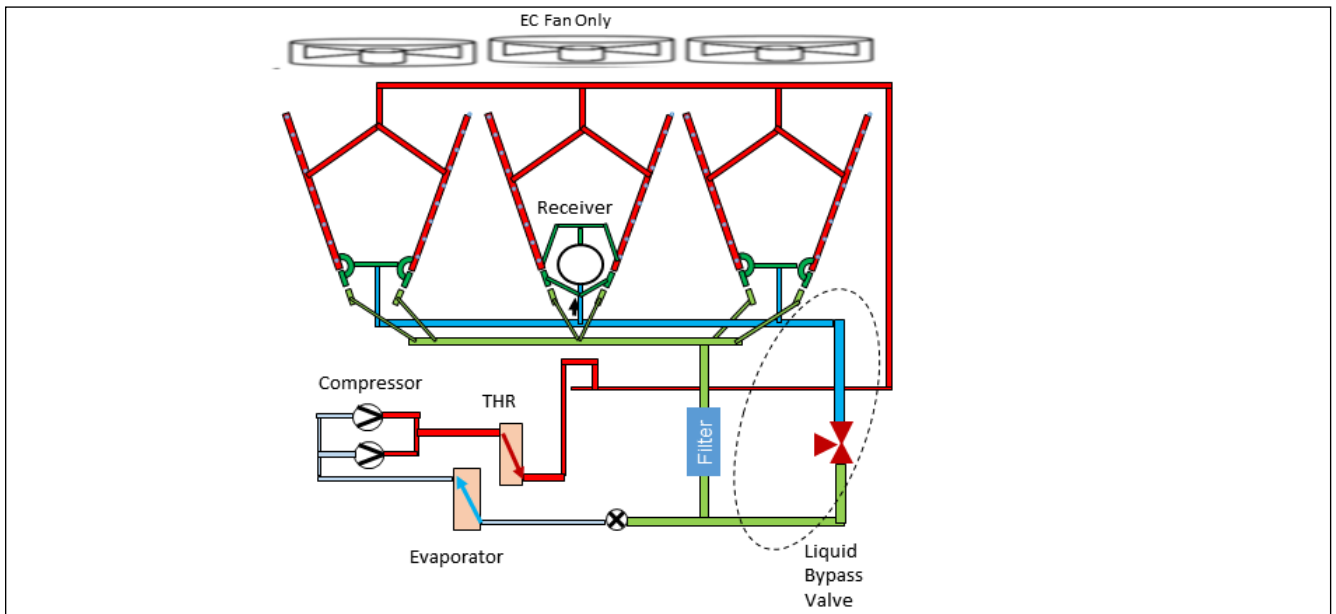 EC Fan Only
Receiver
Compressor
THR
Filter
Evaporator
Liquid
Bypass
Valve